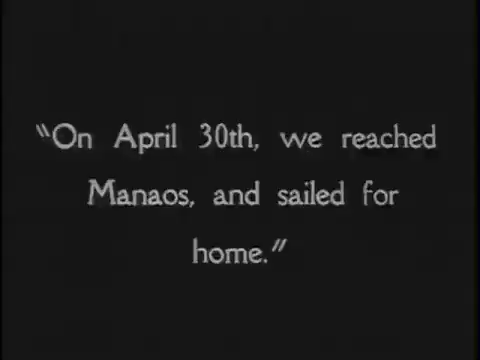 "On April 30th, we reached
Manaos, and sailed for
home."